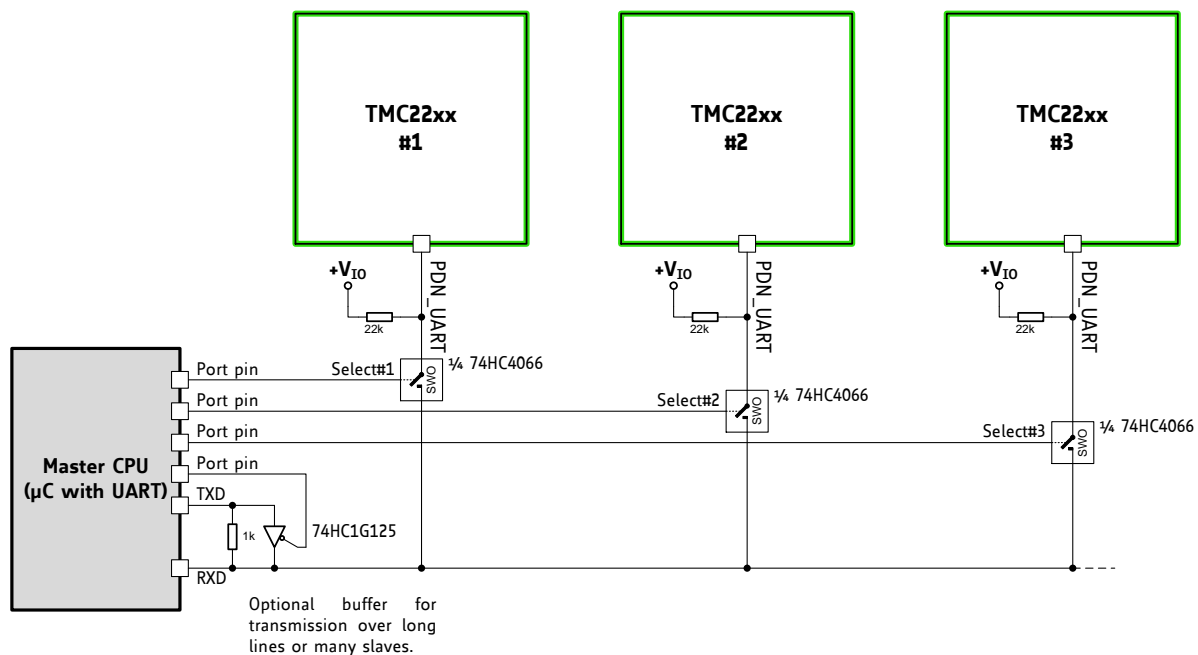 TMC22xx
#1
TMC22xx
#2
TMC22xx
#3
+VIO
22k
PDN_UART
+VIO
22k
PDN_UART
+VIO
22k
PDN_UART
Port pin
Select#1
SWO
¼ 74HC4066
Port pin
Select#2
SWO
¼ 74HC4066
Port pin
Select#3
SWO
¼ 74HC4066
Port pin
Master CPU
(µC with UART)
TXD
1k
74HC1G125
RXD
Optional buffer for
transmission over long
lines or many slaves.